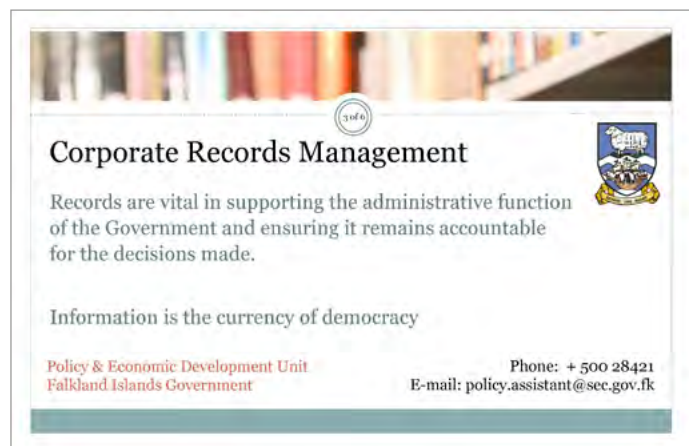 3 of 6
Corporate Records Management
Records are vital in supporting the administrative function
of the Government and ensuring it remains accountable
for the decisions made.
Information is the currency of democracy
Policy & Economic Development Unit
Falkland Islands Government
Phone: + 500 28421
E-mail: policy.assistant@sec.gov.fk